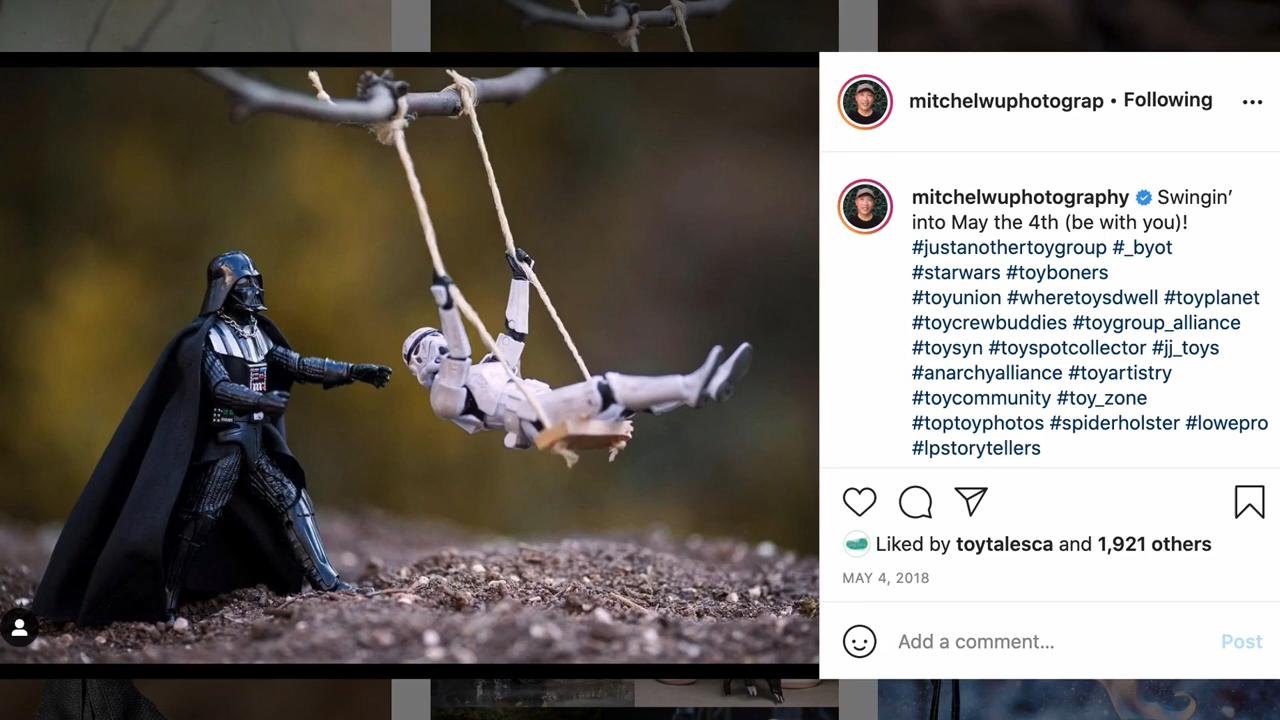 mitchelwuphotograp • Following
mitchelwuphotography Swingin’
into May the 4th (be with you)!
#justanothertoygroup #_byot
#starwars #toyboners
#toyunion #wheretoysdwell #toyplanet
#toycrewbuddies #toygroup_alliance
#toysyn #toyspotcollector #jj_toys
#anarchyalliance #toyartistry
#toycommunity #toy_zone
#toptoyphotos #spiderholster #lowepro
#lpstorytellers
Liked by toytalesca and 1,921 others
MAY 4, 2018
Add a comment... Post